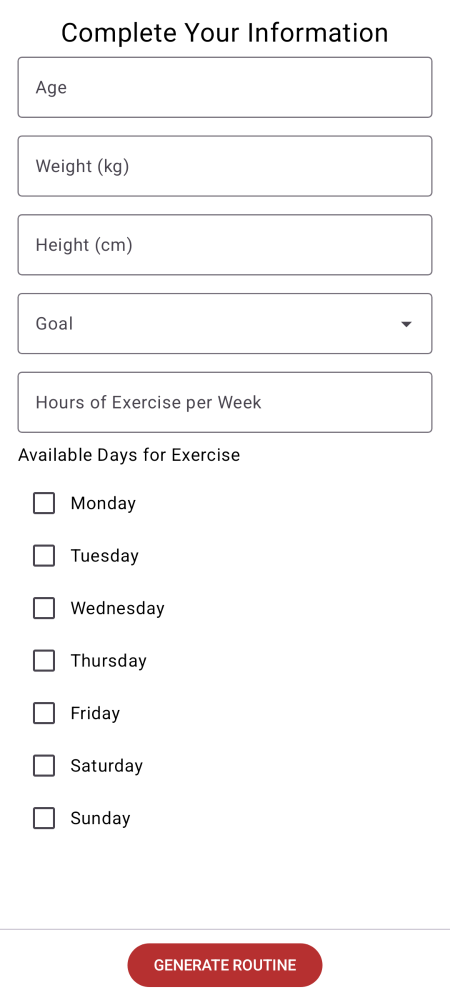 Complete Your Information
Age
Weight (kg)
Height (cm)
Goal
Hours of Exercise per Week
Available Days for Exercise
Monday
Tuesday
Wednesday
Thursday
Friday
Saturday
Sunday
GENERATE ROUTINE